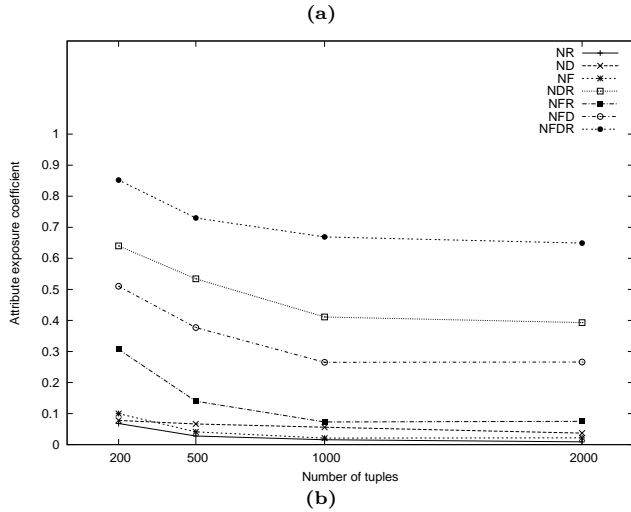 (a)
NR
ND
NF
NDR
NFR
NFD
NFDR
1
0.9
0.8
0.7
0.6
0.5
0.4
0.3
0.2
0.1
0
Attribute exposure coefficient
200 500 1000 2000
Number of tuples
(b)